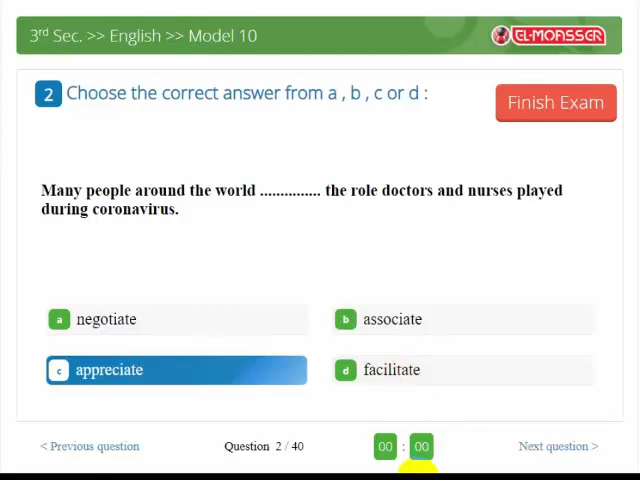 3rd Sec. >> English >> Model 10
EL-MOASSER
2 Choose the correct answer from a , b , c or d :
Finish Exam
Many people around the world ............... the role doctors and nurses played
during coronavirus.
a negotiate
b associate
c appreciate
d facilitate
< Previous question
Question 2 / 40
00 : 00
Next question >